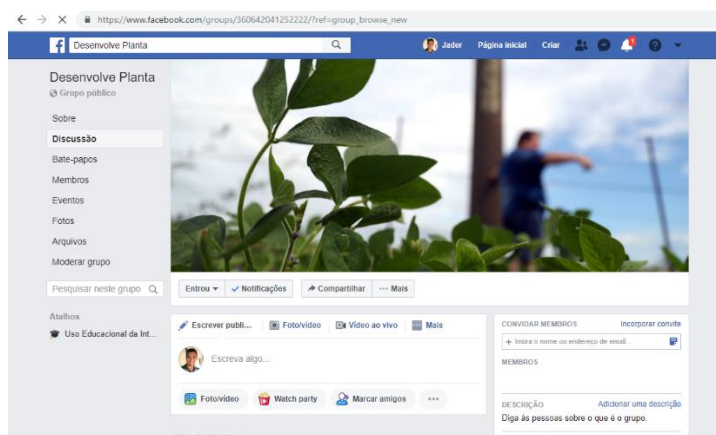 https://www.facebook.com/groups/360642041252222/?ref=group_browse_new
Desenvolve Planta
Jader Página inicial Criar
1
Desenvolve Planta
Grupo público
Sobre
Discussão
Bate-papos
Membros
Eventos
Fotos
Arquivos
Moderar grupo
Pesquisar neste grupo
Atalhos
Uso Educacional da Int...
Entrou Notificações Compartilhar ... Mais
Escrever publi... Foto/vídeo Vídeo ao vivo Mais
Escreva algo...
Foto/vídeo Watch party Marcar amigos ...
CONVIDAR MEMBROS Incorporar convite
+ Insira o nome ou endereço de email...
MEMBROS
DESCRIÇÃO Adicionar uma descrição
Diga às pessoas sobre o que é o grupo.